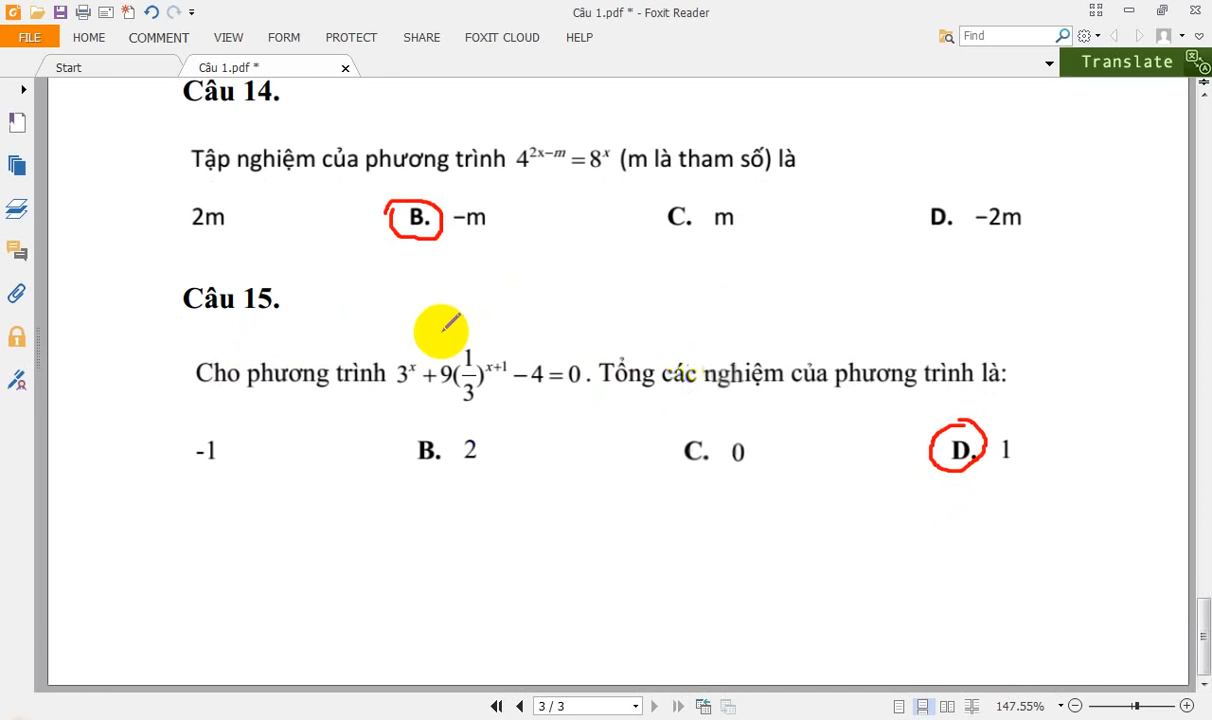 Câu 1.pdf * - Foxit Reader
FILE HOME COMMENT VIEW FORM PROTECT SHARE FOXIT CLOUD HELP Find
Start Câu 1.pdf * Translate
Câu 14.
Tập nghiệm của phương trình 4^{2x−m} = 8^x (m là tham số) là
2m B. −m C. m D. −2m
Câu 15.
Cho phương trình 3^x + 9(1/3)^{x+1} − 4 = 0. Tổng các nghiệm của phương trình là:
-1 B. 2 C. 0 D. 1
3 / 3 147.55%